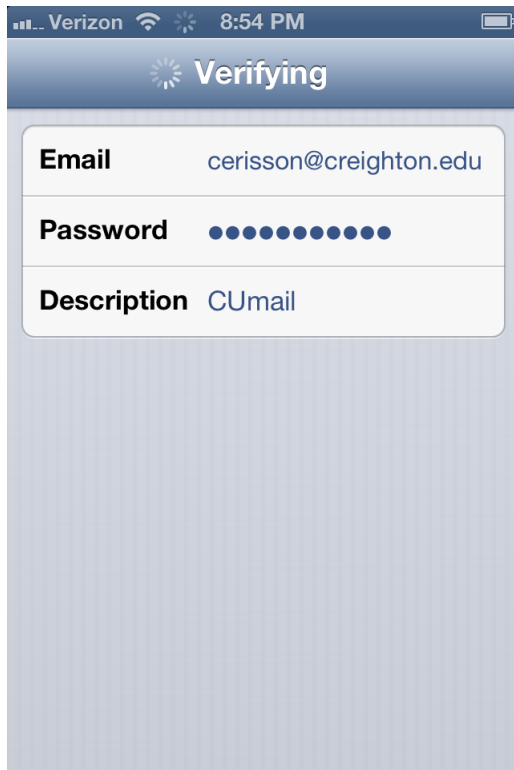 Verizon 8:54 PM
Verifying
Email cerisson@creighton.edu
Password ●●●●●●●●●●●
Description CUmail